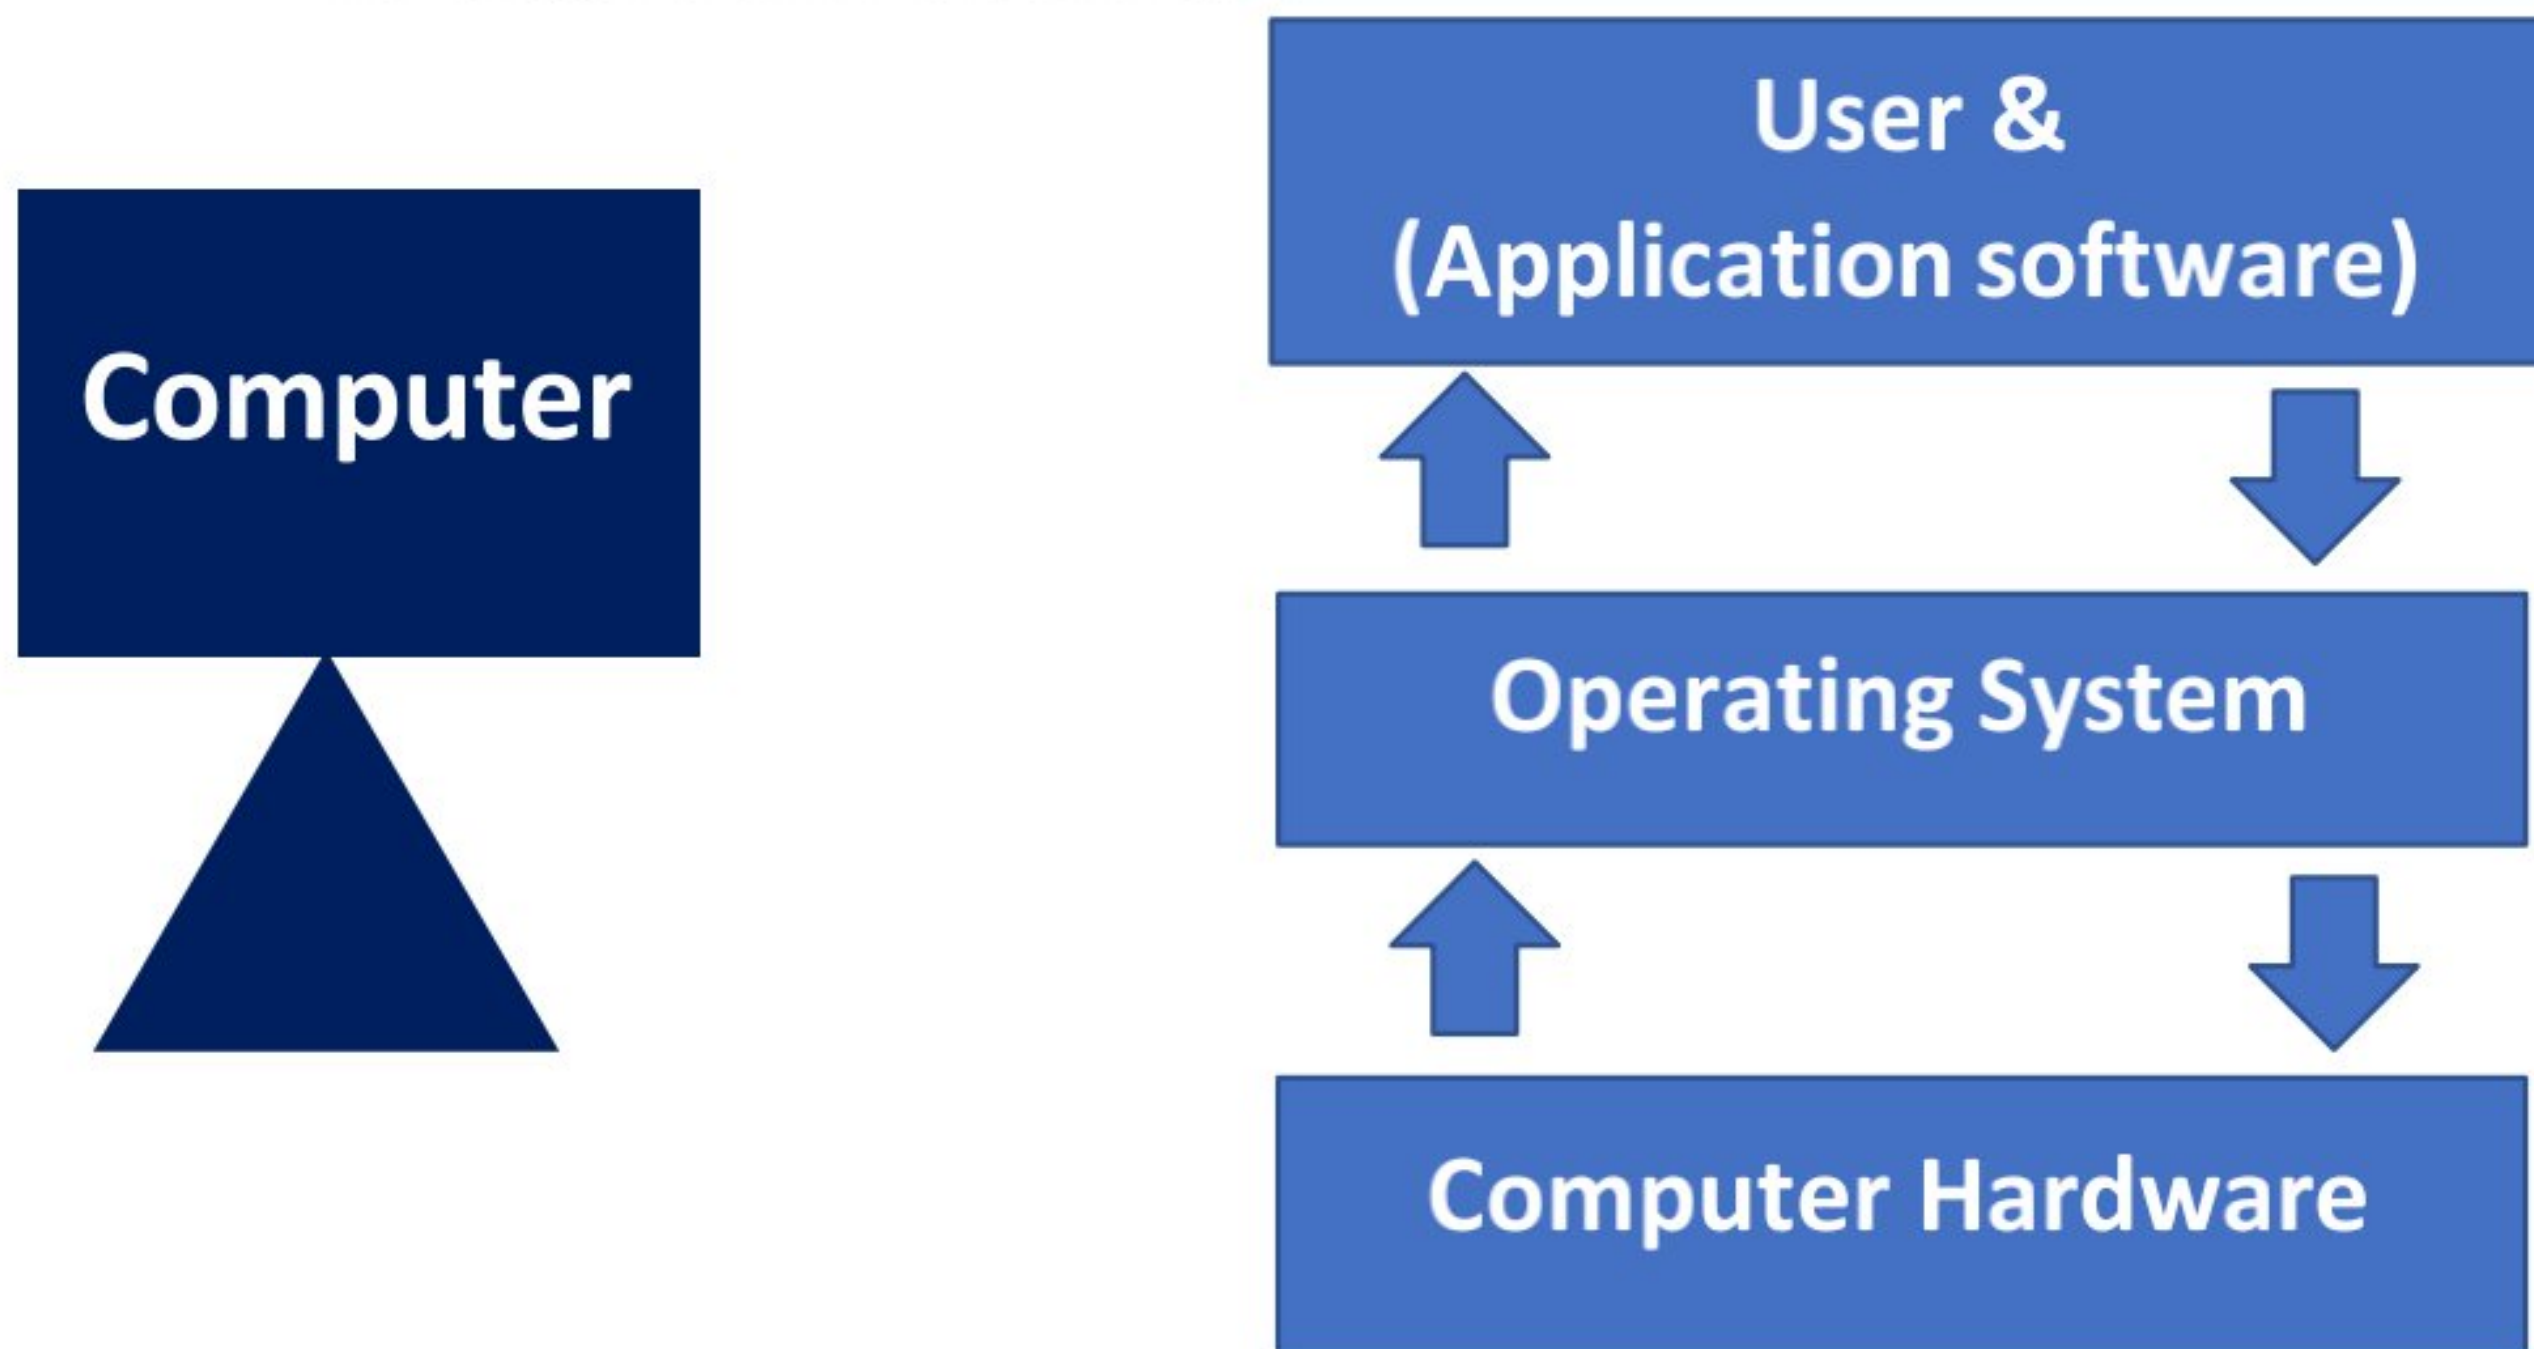 Computer
User &
(Application software)
Operating System
Computer Hardware